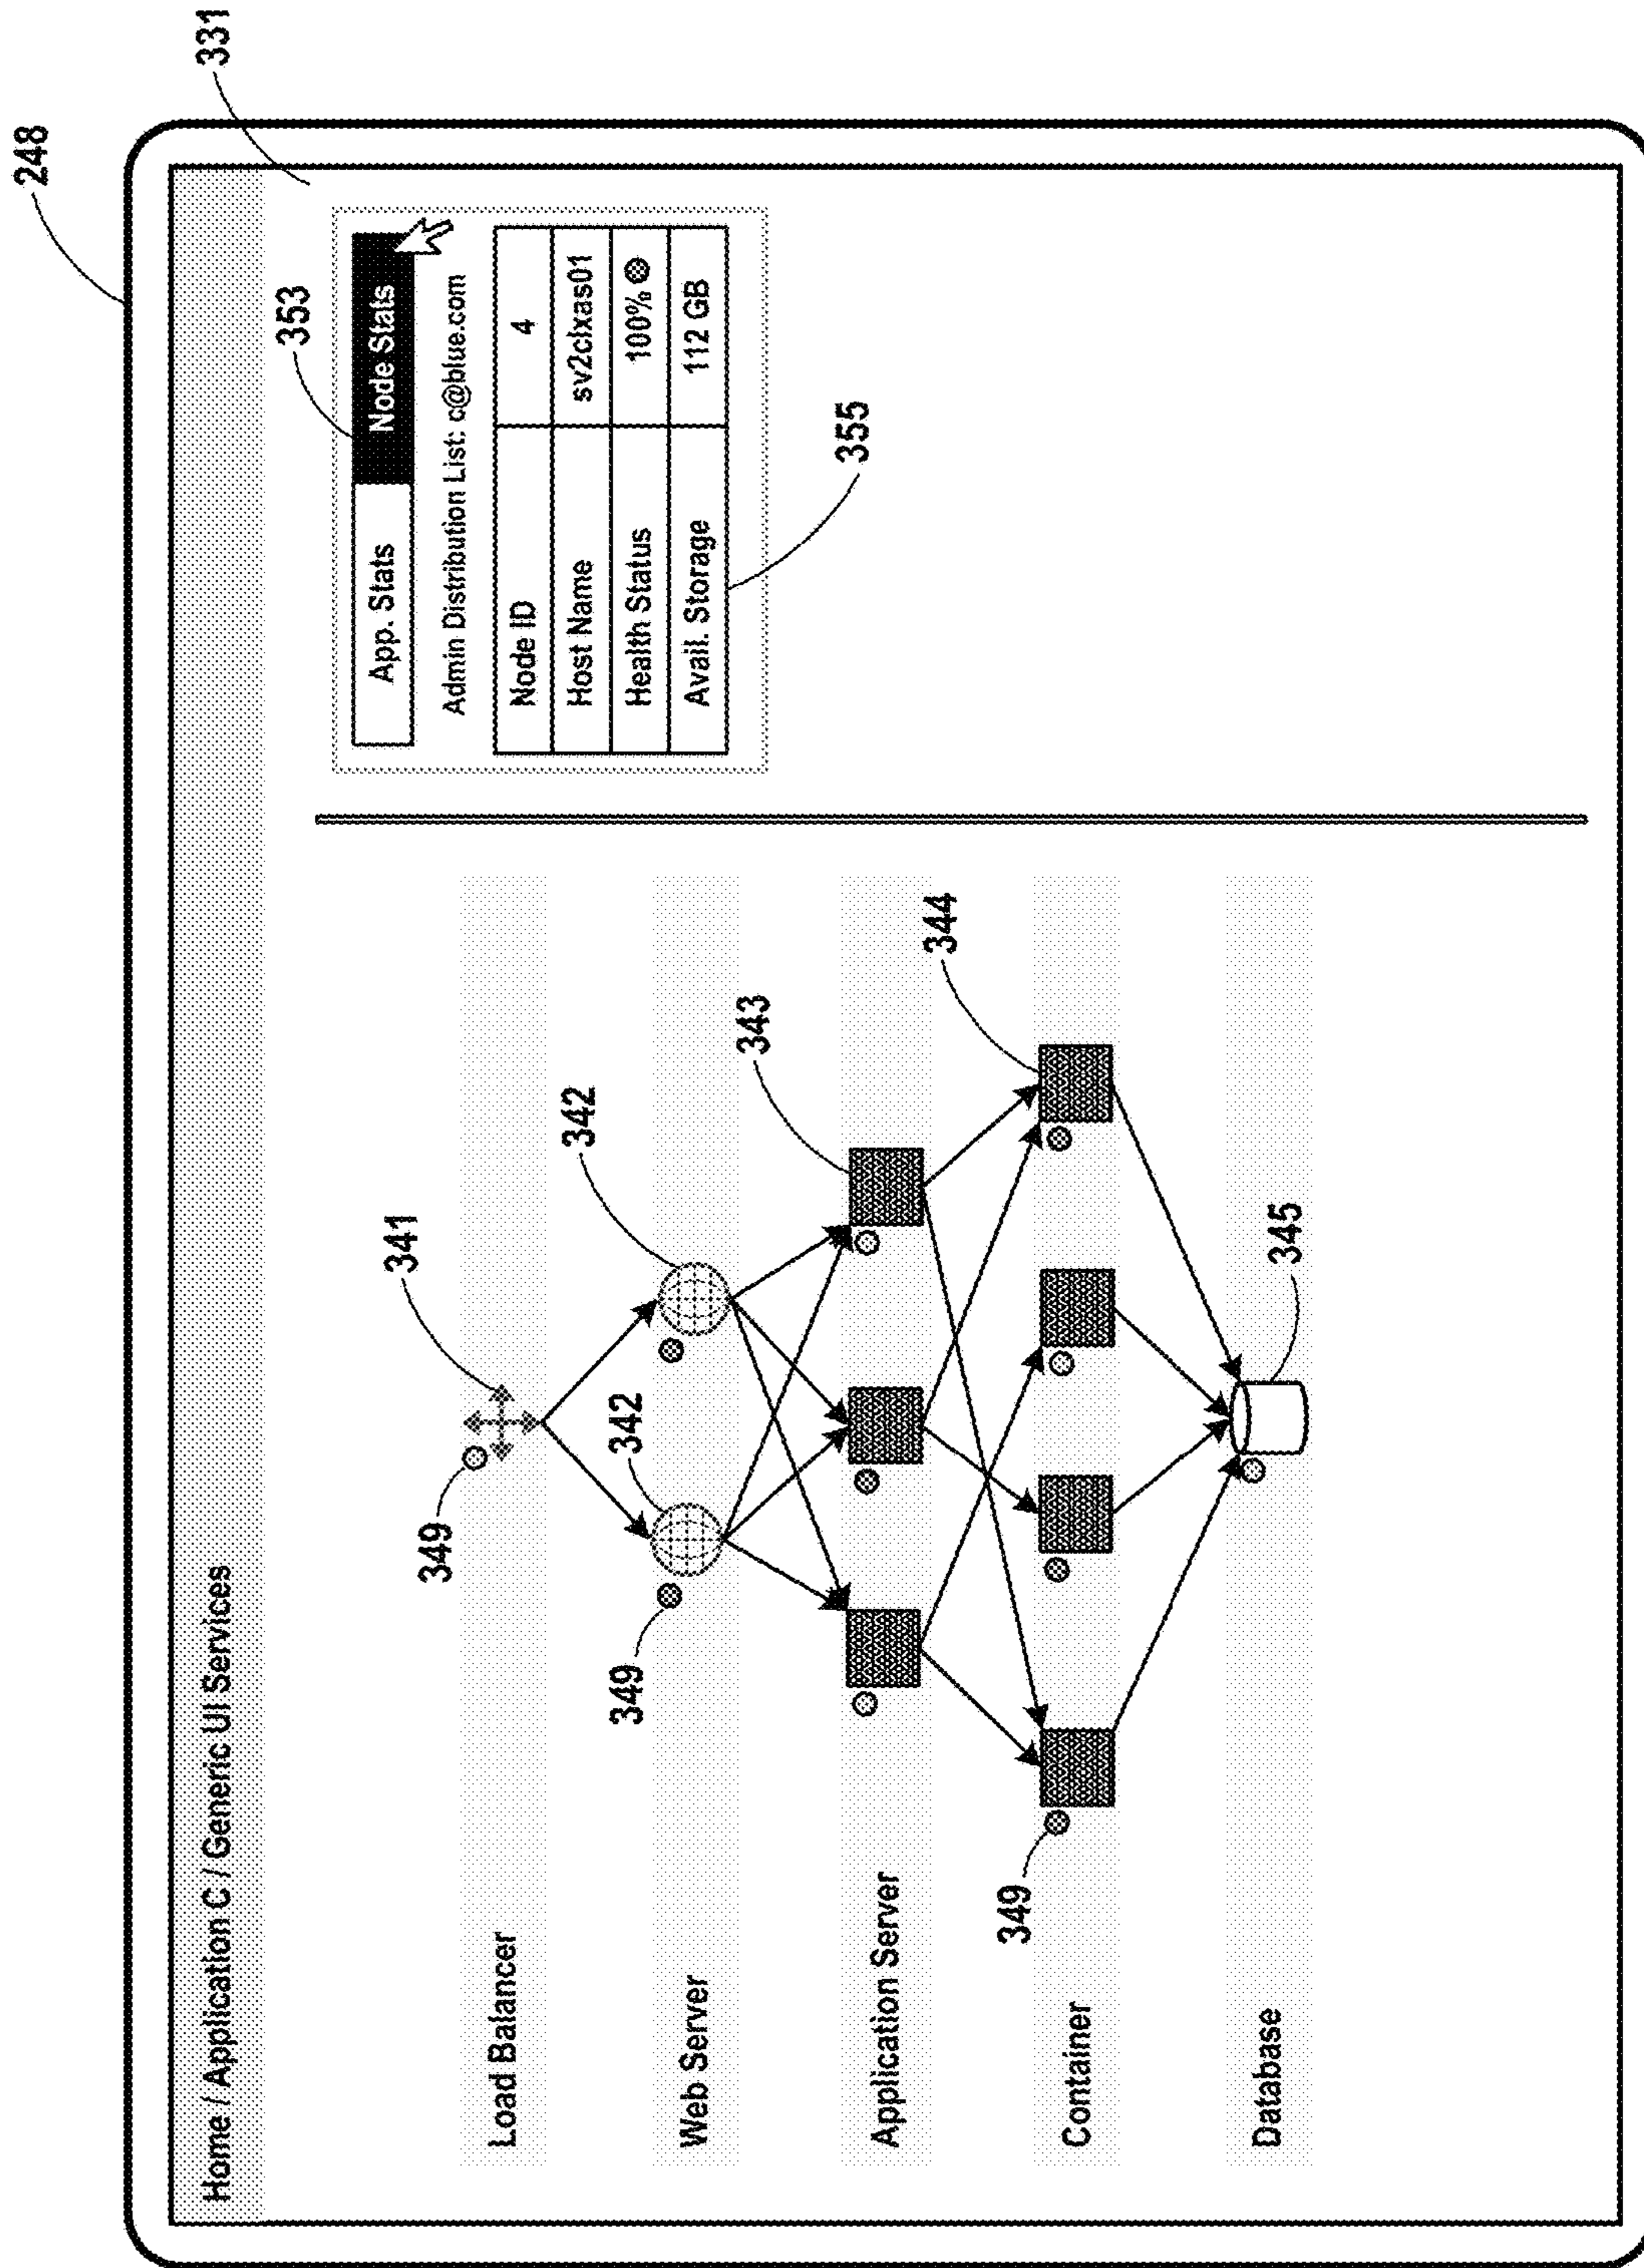 248
331
Home / Application C / Generic UI Services
353
App. Stats
Node Stats
Admin Distribution List: c@blue.com
Node ID 4
Host Name sv2clxas01
Health Status 100%
Avail. Storage 112 GB
355
349
341
Load Balancer
342
342
349
Web Server
343
Application Server
344
349
Container
345
Database